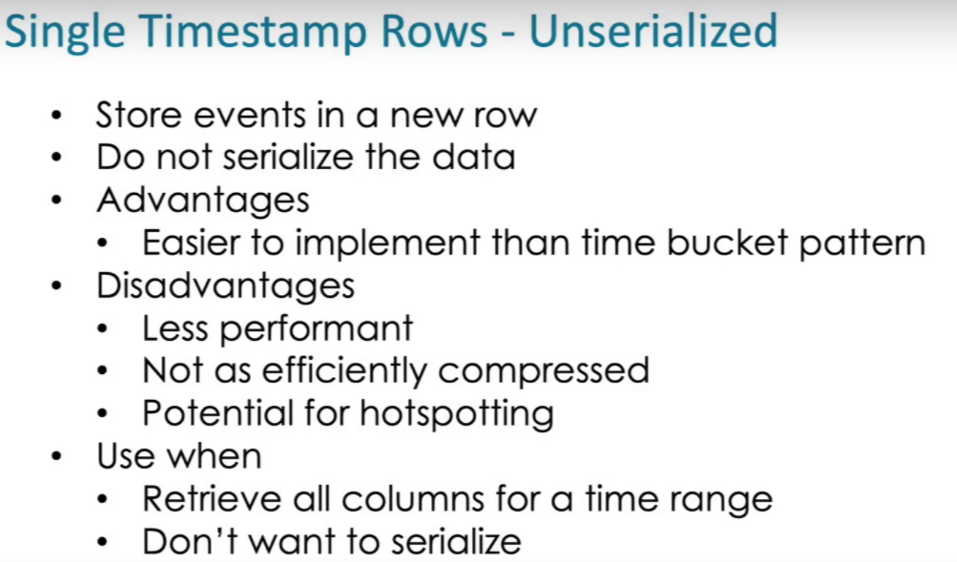 Single Timestamp Rows - Unserialized
• Store events in a new row
• Do not serialize the data
• Advantages
• Easier to implement than time bucket pattern
• Disadvantages
• Less performant
• Not as efficiently compressed
• Potential for hotspotting
• Use when
• Retrieve all columns for a time range
• Don't want to serialize